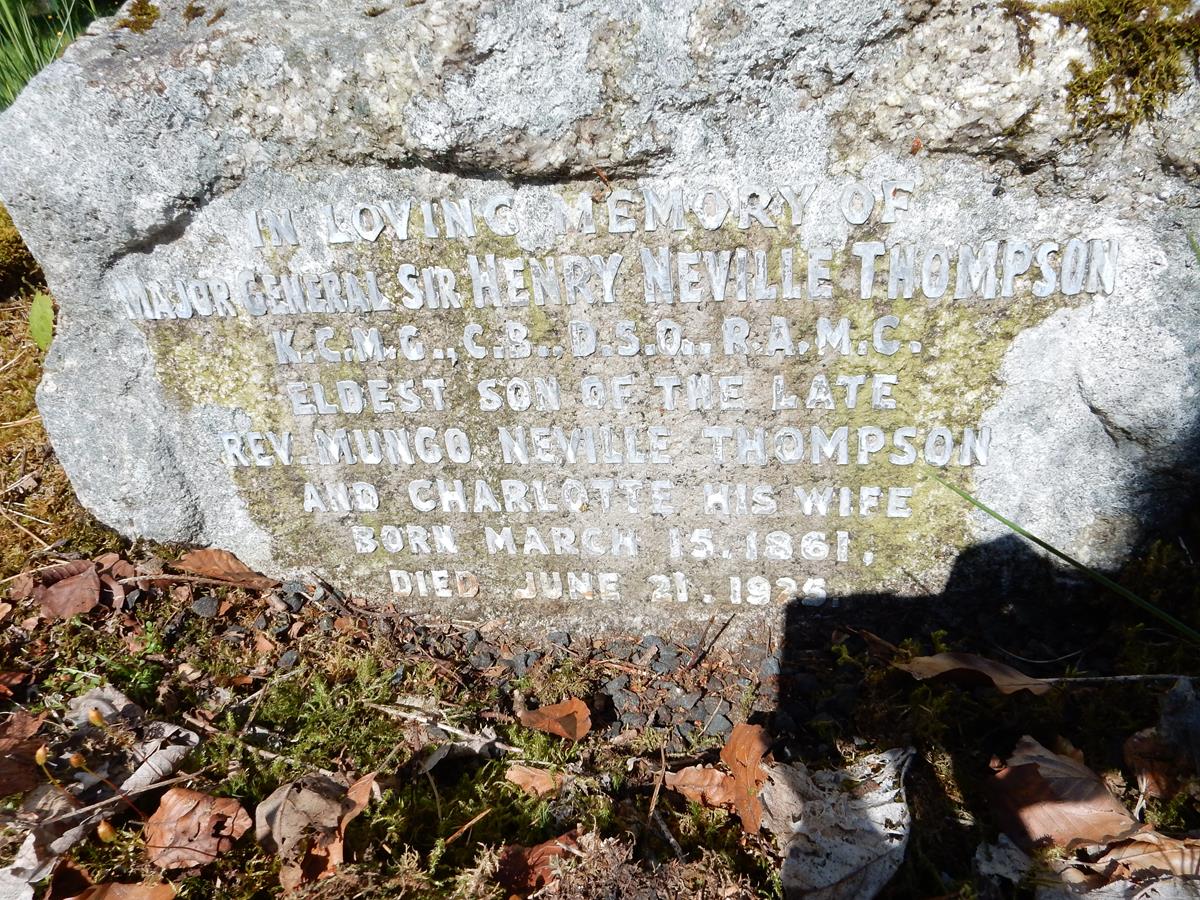 IN LOVING MEMORY OF
MAJOR GENERAL SIR HENRY NEVILLE THOMPSON
K.C.M.G., C.B., D.S.O., R.A.M.C.
ELDEST SON OF THE LATE
REV. MUNGO NEVILLE THOMPSON
AND CHARLOTTE HIS WIFE
BORN MARCH 15. 1861,
DIED JUNE 21. 1925.